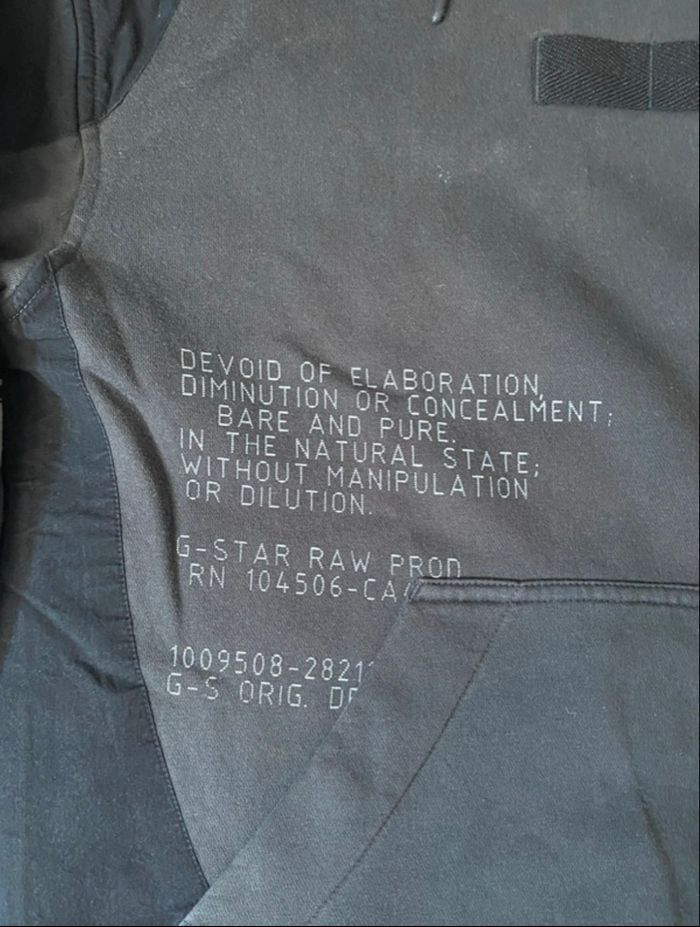 DEVOID OF ELABORATION,
DIMINUTION OR CONCEALMENT;
BARE AND PURE.
IN THE NATURAL STATE;
WITHOUT MANIPULATION
OR DILUTION.
G-STAR RAW PROD
RN 104506-CA
1009508-2821
G-S ORIG.